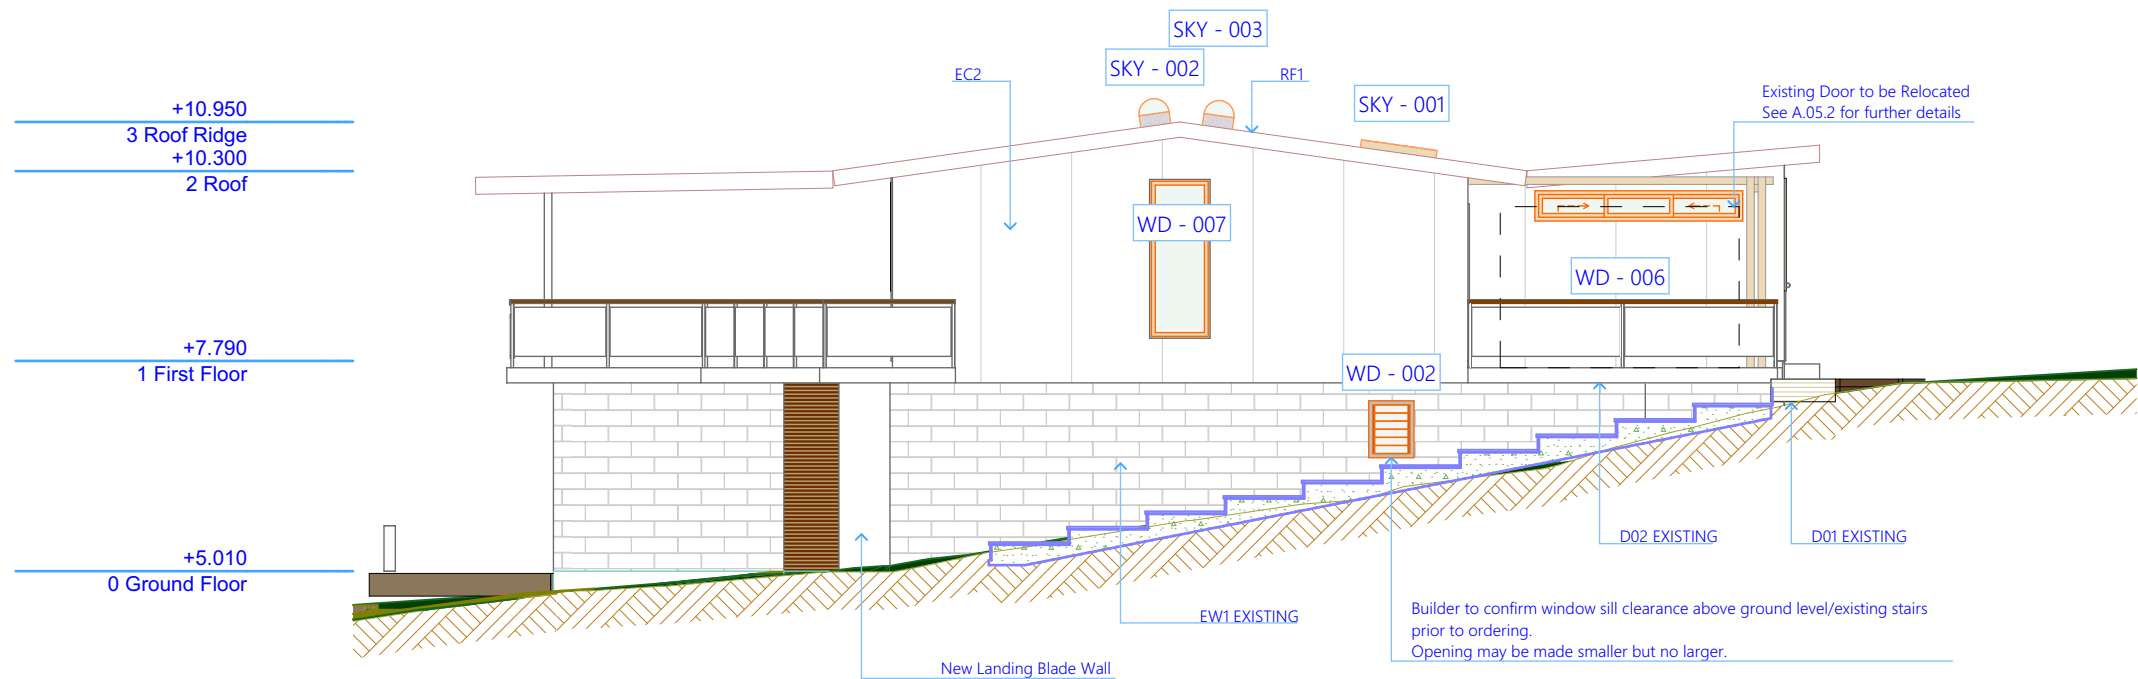 SKY - 003
SKY - 002
EC2
RF1
SKY - 001
Existing Door to be Relocated
See A.05.2 for further details
+10.950
3 Roof Ridge
+10.300
2 Roof
WD - 007
WD - 006
+7.790
1 First Floor
WD - 002
D02 EXISTING
D01 EXISTING
+5.010
0 Ground Floor
EW1 EXISTING
Builder to confirm window sill clearance above ground level/existing stairs
prior to ordering.
Opening may be made smaller but no larger.
New Landing Blade Wall